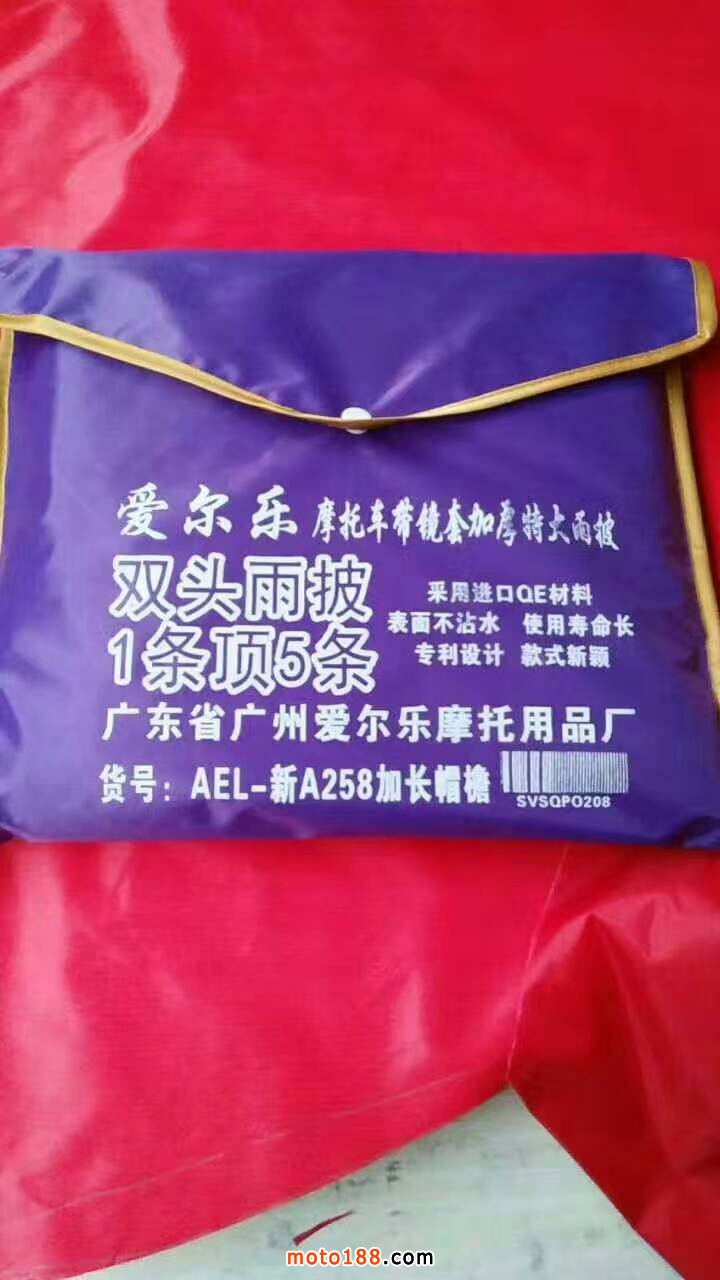 爱尔乐 摩托车带镜套加厚特大雨披
双头雨披
1条顶5条
采用进口QE材料
表面不沾水 使用寿命长
专利设计 款式新颖
广东省广州爱尔乐摩托用品厂
货号：AEL-新A258加长帽檐
SVSQPO208
moto188.com